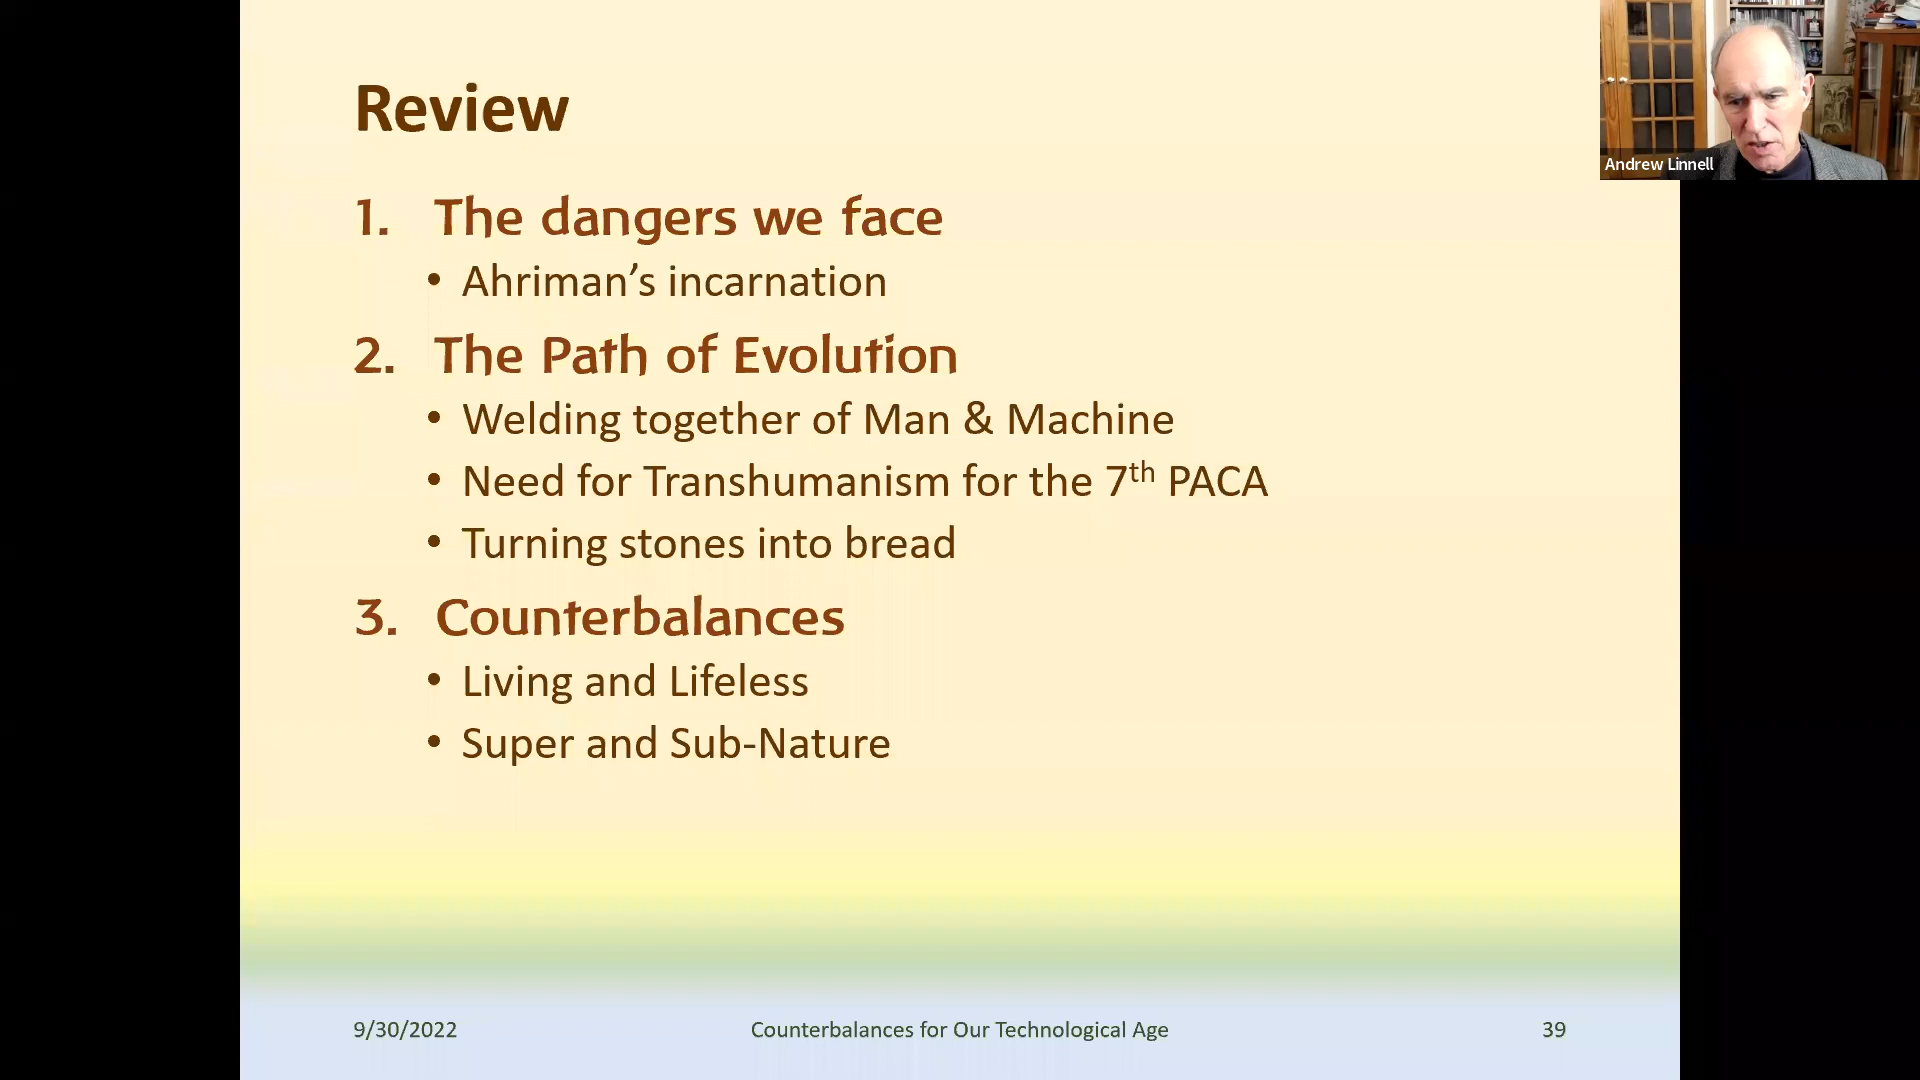 Review
1. The dangers we face
• Ahriman's incarnation
2. The Path of Evolution
• Welding together of Man & Machine
• Need for Transhumanism for the 7th PACA
• Turning stones into bread
3. Counterbalances
• Living and Lifeless
• Super and Sub-Nature
9/30/2022
Counterbalances for Our Technological Age
39
Andrew Linnell